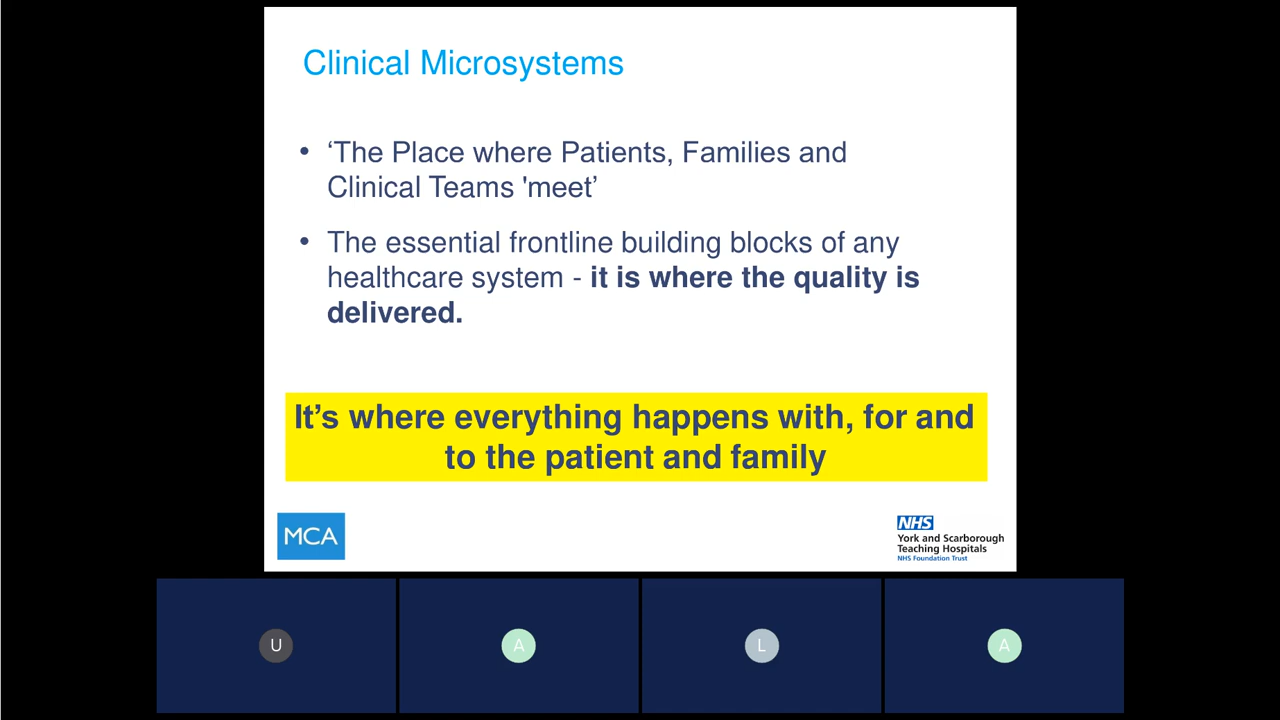 Clinical Microsystems
• ‘The Place where Patients, Families and
Clinical Teams 'meet’
• The essential frontline building blocks of any
healthcare system - it is where the quality is
delivered.
It’s where everything happens with, for and
to the patient and family
MCA
NHS
York and Scarborough
Teaching Hospitals
NHS Foundation Trust
U
A
L
A